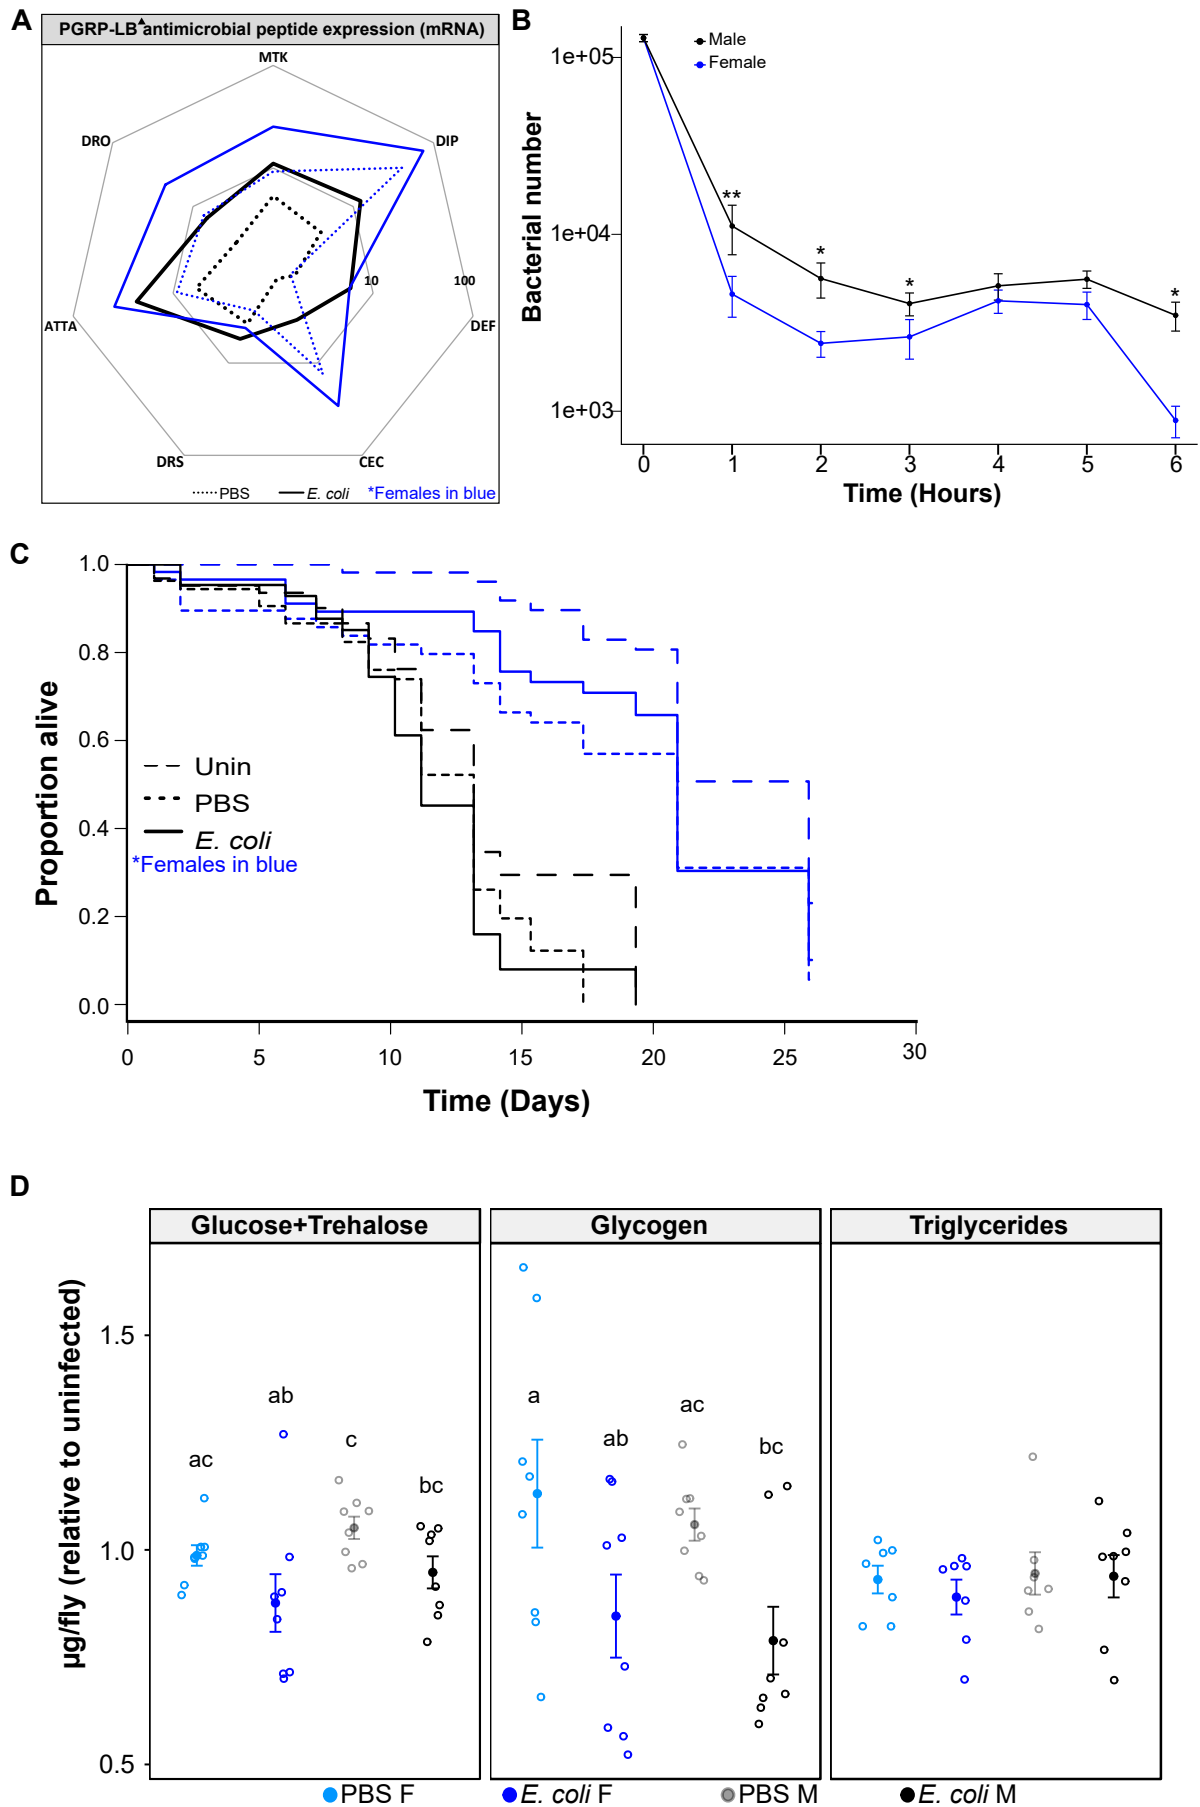 A
PGRP-LB▲antimicrobial peptide expression (mRNA)
MTK
DRO
DIP
10
100
ATTA
DEF
DRS
CEC
PBS
E. coli
*Females in blue
B
Male
Female
Bacterial number
1e+05
1e+04
1e+03
**
*
*
*
0 1 2 3 4 5 6
Time (Hours)
C
Proportion alive
1.0
0.8
0.6
0.4
0.2
0.0
Unin
PBS
E. coli
*Females in blue
0 5 10 15 20 25 30
Time (Days)
D
Glucose+Trehalose
Glycogen
Triglycerides
µg/fly (relative to uninfected)
1.5
1.0
0.5
ac
ab
c
bc
a
ab
ac
bc
PBS F
E. coli F
PBS M
E. coli M